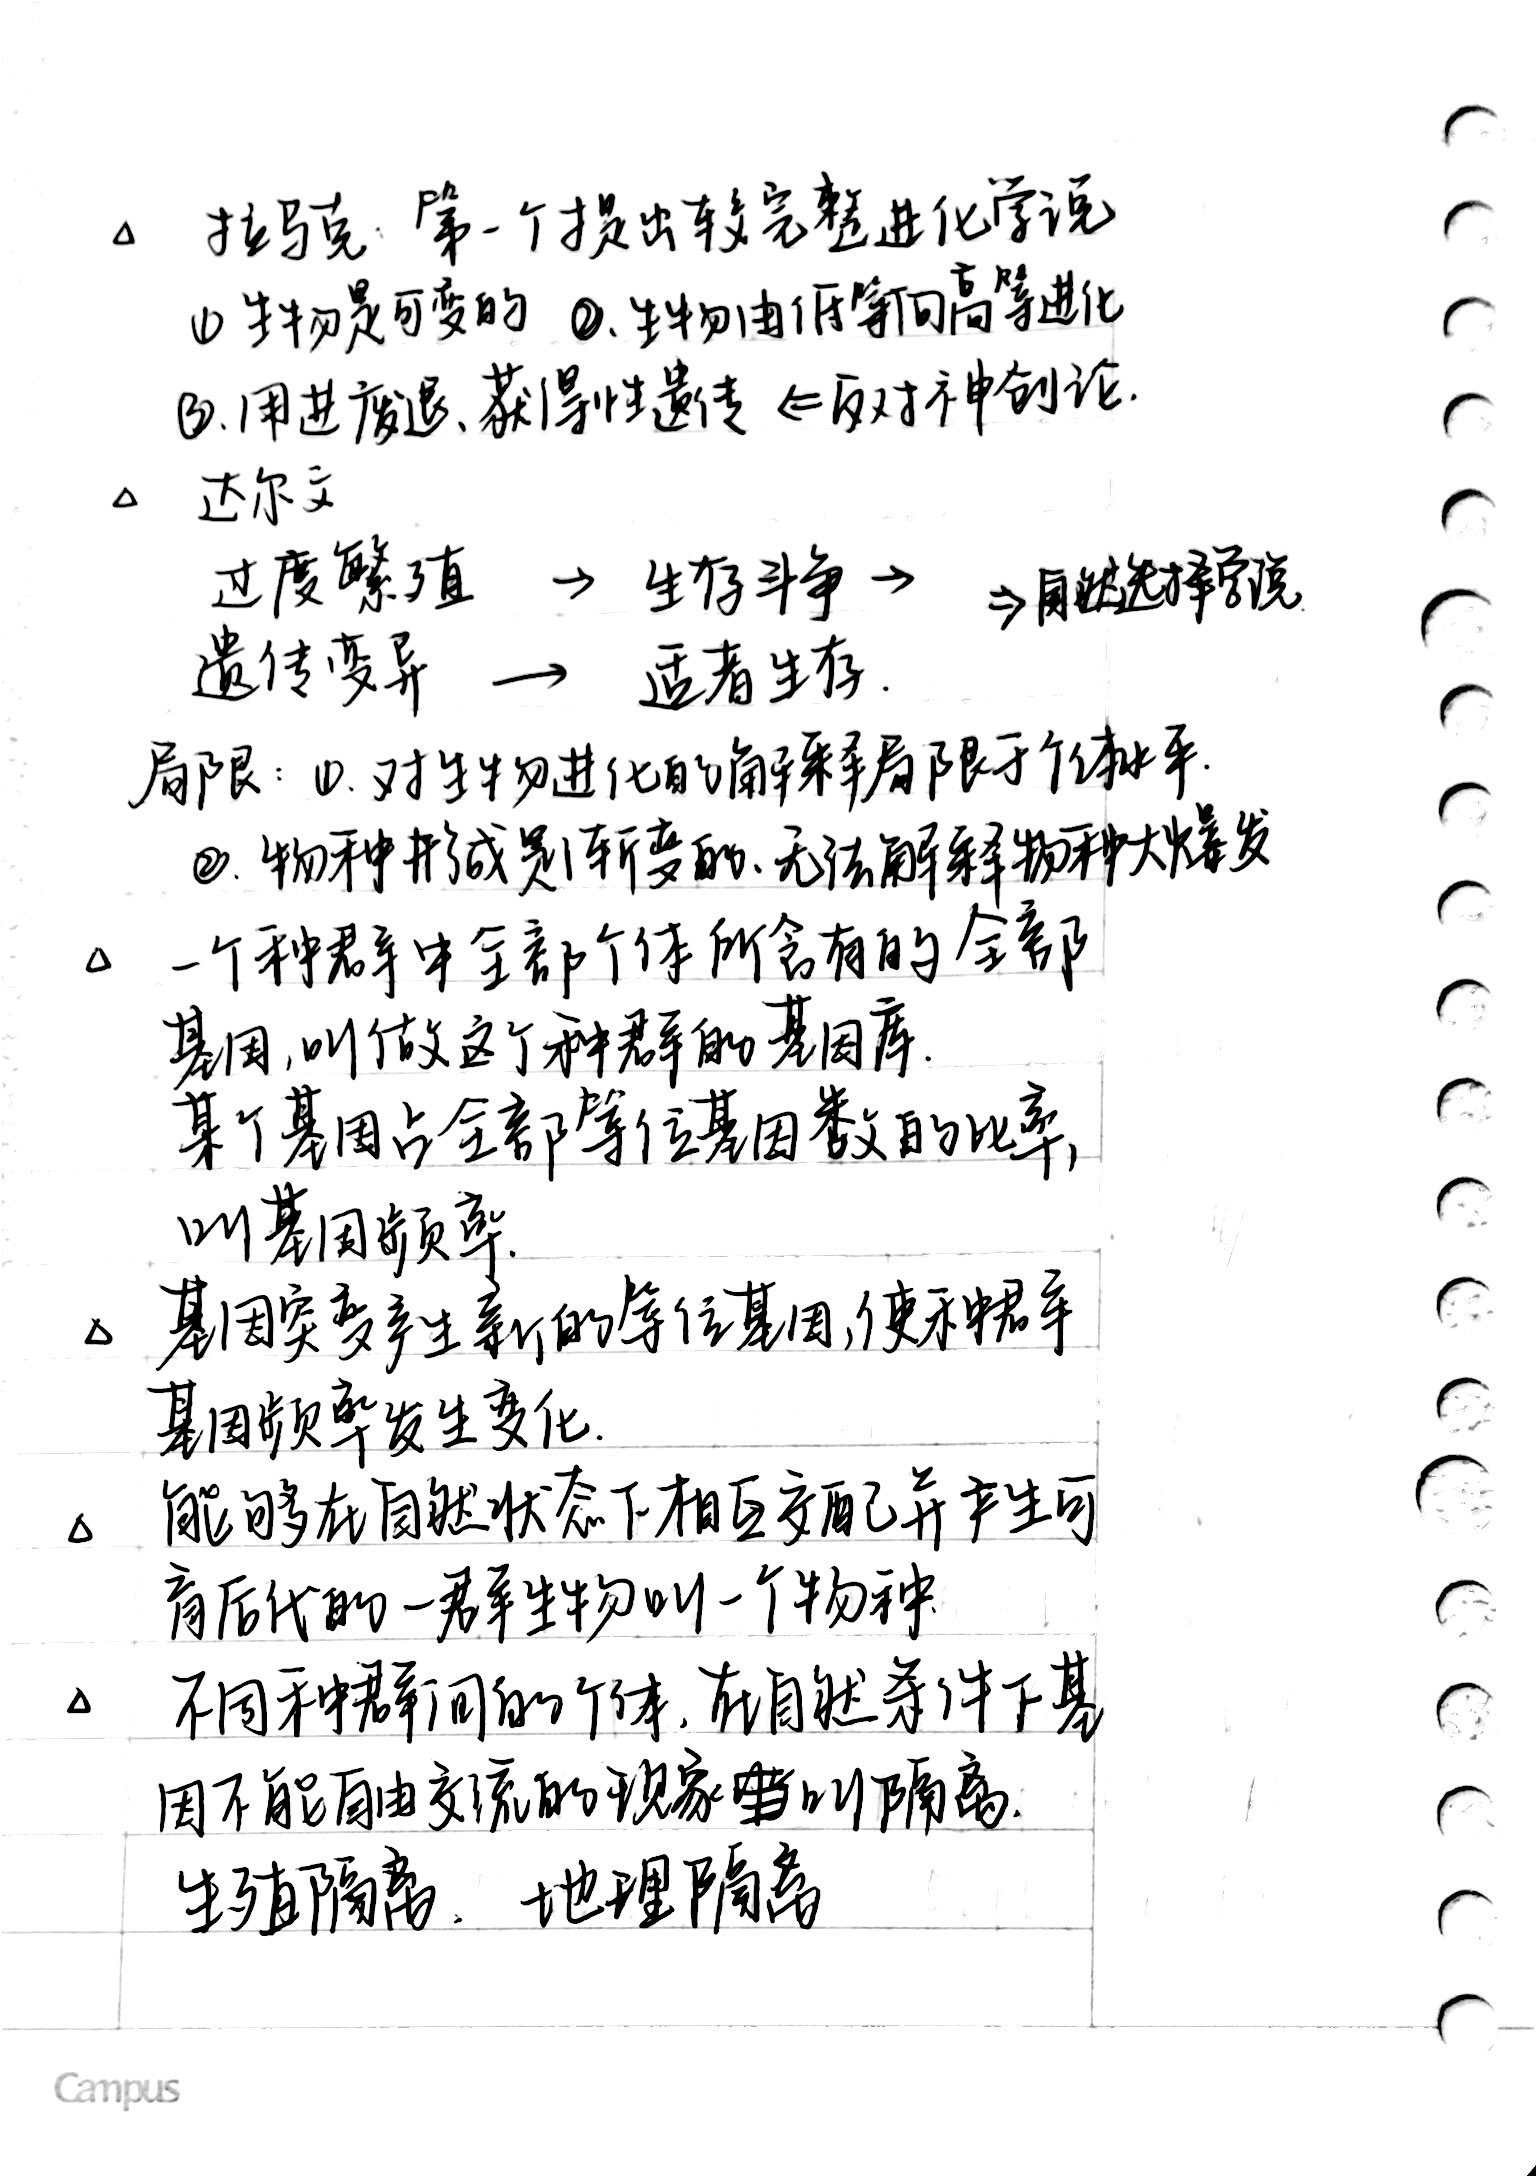 △ 拉马克：第一个提出较完整进化学说
① 生物是可变的 ②、生物由低等向高等进化
③、用进废退、获得性遗传 ⇐ 反对神创论.
△ 达尔文
过度繁殖 → 生存斗争 → ⇒ 自然选择学说.
遗传变异 → 适者生存.
局限：①. 对生物进化的解释局限于个体水平.
②. 物种形成是渐变的、无法解释物种大爆发
△ 一个种群中全部个体所含有的全部
基因,叫做这个种群的基因库.
某个基因占全部等位基因数的比率,
叫基因频率.
△ 基因突变产生新的等位基因,使种群
基因频率发生变化.
△ 能够在自然状态下相互交配并产生可
育后代的一群生物叫一个物种.
△ 不同种群间的个体,在自然条件下基
因不能自由交流的现象叫隔离.
生殖隔离、 地理隔离
Campus